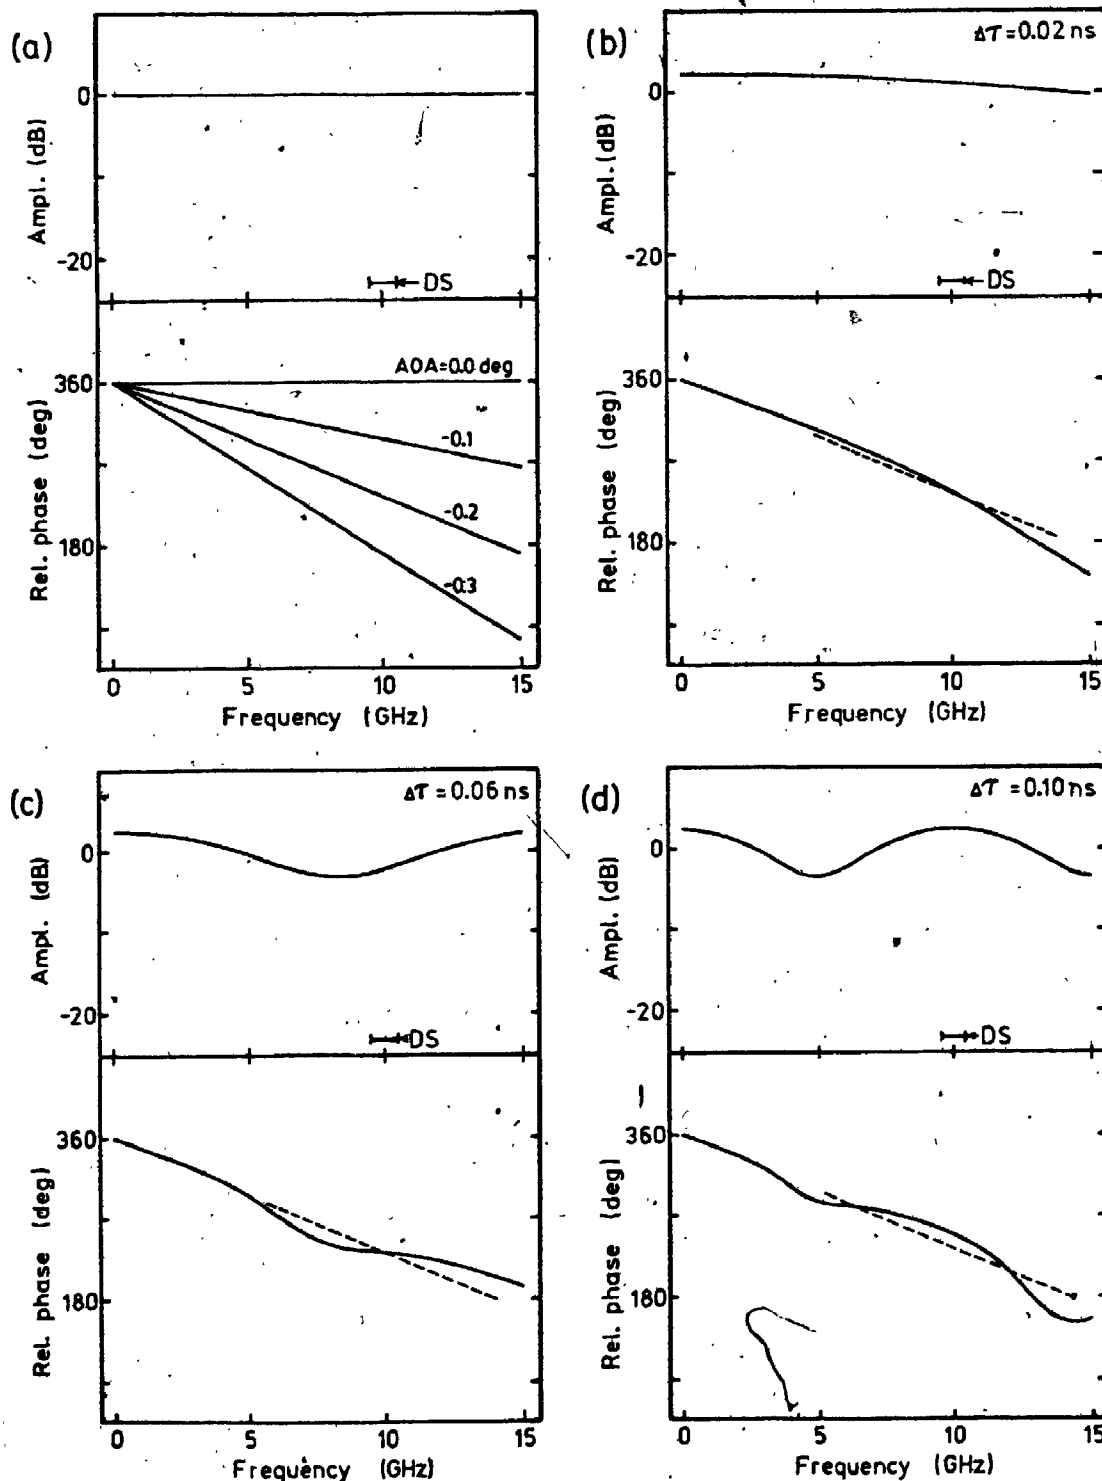 (a)
Ampl. (dB)
0
-20
DS
Rel. phase (deg)
360
180
AOA=0.0 deg
-0.1
-0.2
-0.3
0 5 10 15
Frequency (GHz)
(b)
Δτ=0.02 ns
Ampl.(dB)
0
-20
DS
Rel. phase (deg)
360
180
0 5 10 15
Frequency (GHz)
(c)
Δτ=0.06 ns
Ampl. (dB)
0
-20
DS
Rel. phase (deg)
360
180
0 5 10 15
Frequency (GHz)
(d)
Δτ=0.10 ns
Ampl. (dB)
0
-20
DS
Rel. phase (deg)
360
180
0 5 10 15
Frequency (GHz)